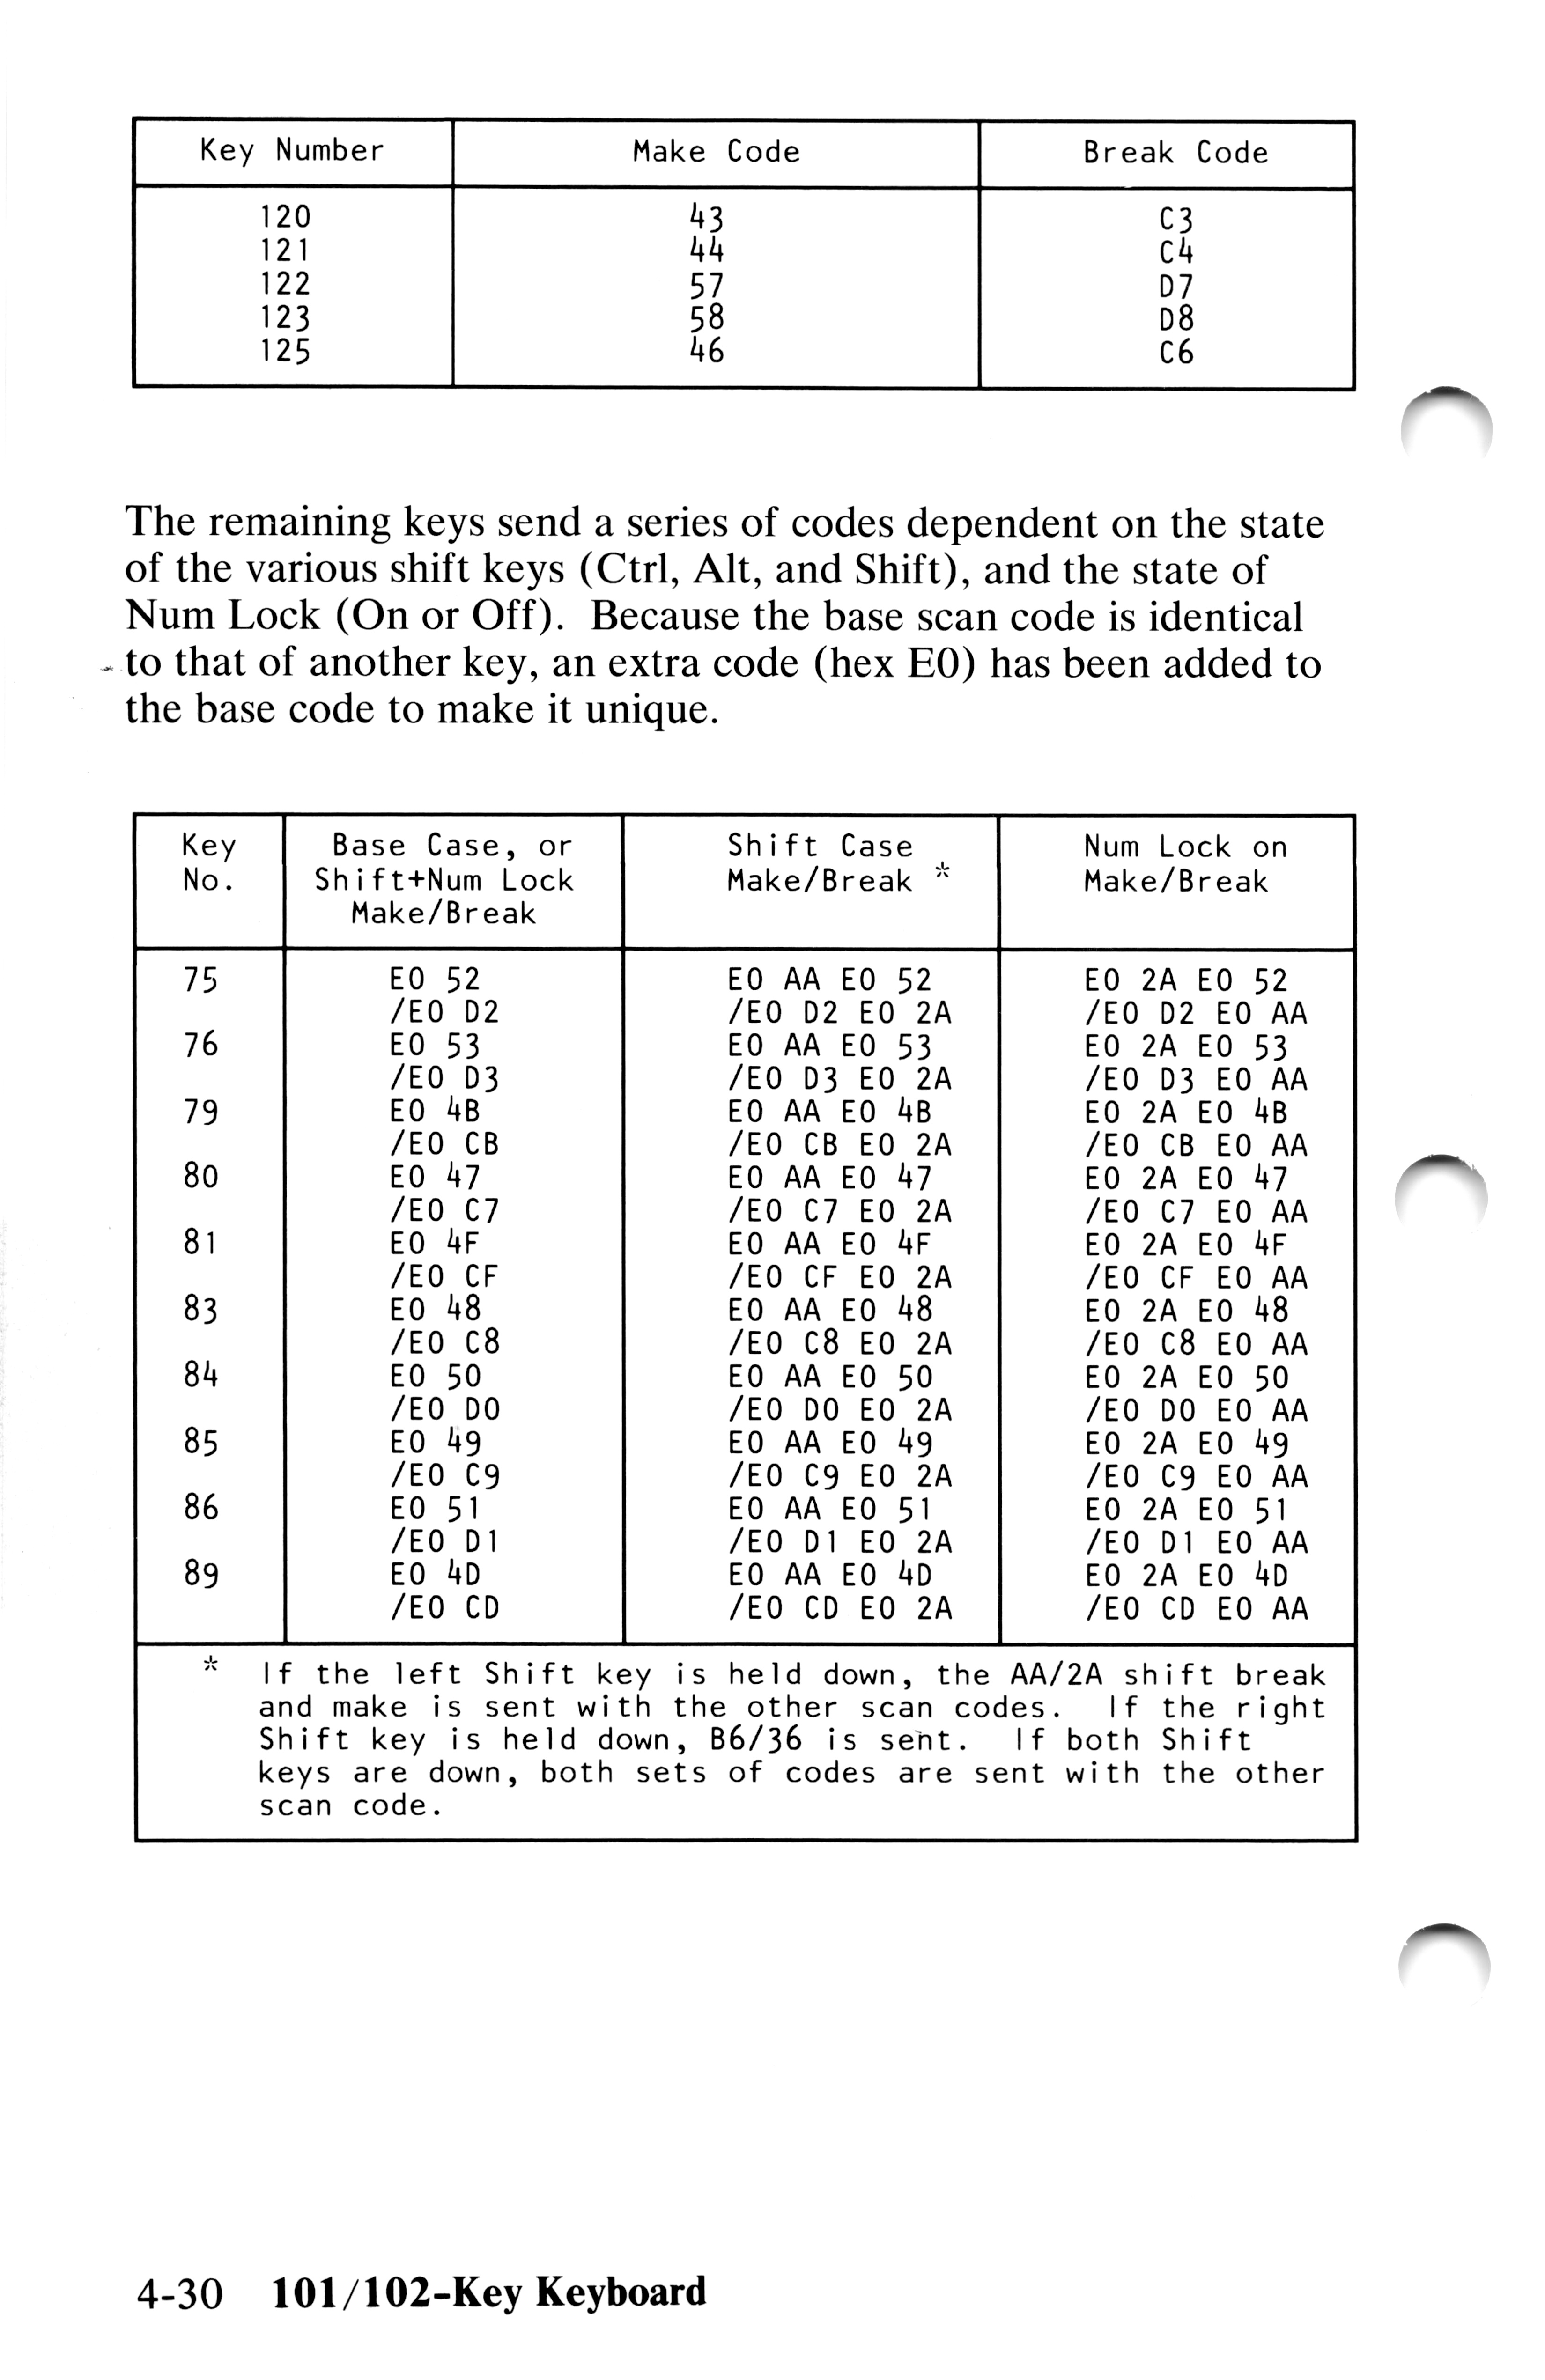 Key Number Make Code Break Code
120 43 C3
121 44 C4
122 57 D7
123 58 D8
125 46 C6
The remaining keys send a series of codes dependent on the state
of the various shift keys (Ctrl, Alt, and Shift), and the state of
Num Lock (On or Off). Because the base scan code is identical
to that of another key, an extra code (hex E0) has been added to
the base code to make it unique.
Key Base Case, or Shift Case Num Lock on
No. Shift+Num Lock Make/Break * Make/Break
Make/Break
75 E0 52 E0 AA E0 52 E0 2A E0 52
/E0 D2 /E0 D2 E0 2A /E0 D2 E0 AA
76 E0 53 E0 AA E0 53 E0 2A E0 53
/E0 D3 /E0 D3 E0 2A /E0 D3 E0 AA
79 E0 4B E0 AA E0 4B E0 2A E0 4B
/E0 CB /E0 CB E0 2A /E0 CB E0 AA
80 E0 47 E0 AA E0 47 E0 2A E0 47
/E0 C7 /E0 C7 E0 2A /E0 C7 E0 AA
81 E0 4F E0 AA E0 4F E0 2A E0 4F
/E0 CF /E0 CF E0 2A /E0 CF E0 AA
83 E0 48 E0 AA E0 48 E0 2A E0 48
/E0 C8 /E0 C8 E0 2A /E0 C8 E0 AA
84 E0 50 E0 AA E0 50 E0 2A E0 50
/E0 D0 /E0 D0 E0 2A /E0 D0 E0 AA
85 E0 49 E0 AA E0 49 E0 2A E0 49
/E0 C9 /E0 C9 E0 2A /E0 C9 E0 AA
86 E0 51 E0 AA E0 51 E0 2A E0 51
/E0 D1 /E0 D1 E0 2A /E0 D1 E0 AA
89 E0 4D E0 AA E0 4D E0 2A E0 4D
/E0 CD /E0 CD E0 2A /E0 CD E0 AA
* If the left Shift key is held down, the AA/2A shift break
and make is sent with the other scan codes. If the right
Shift key is held down, B6/36 is sent. If both Shift
keys are down, both sets of codes are sent with the other
scan code.
4-30 101/102-Key Keyboard